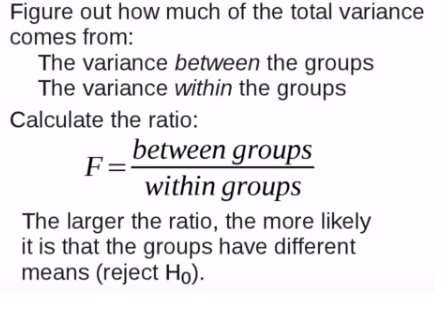 Figure out how much of the total variance
comes from:
The variance between the groups
The variance within the groups
Calculate the ratio:
F = between groups / within groups
The larger the ratio, the more likely
it is that the groups have different
means (reject H₀).